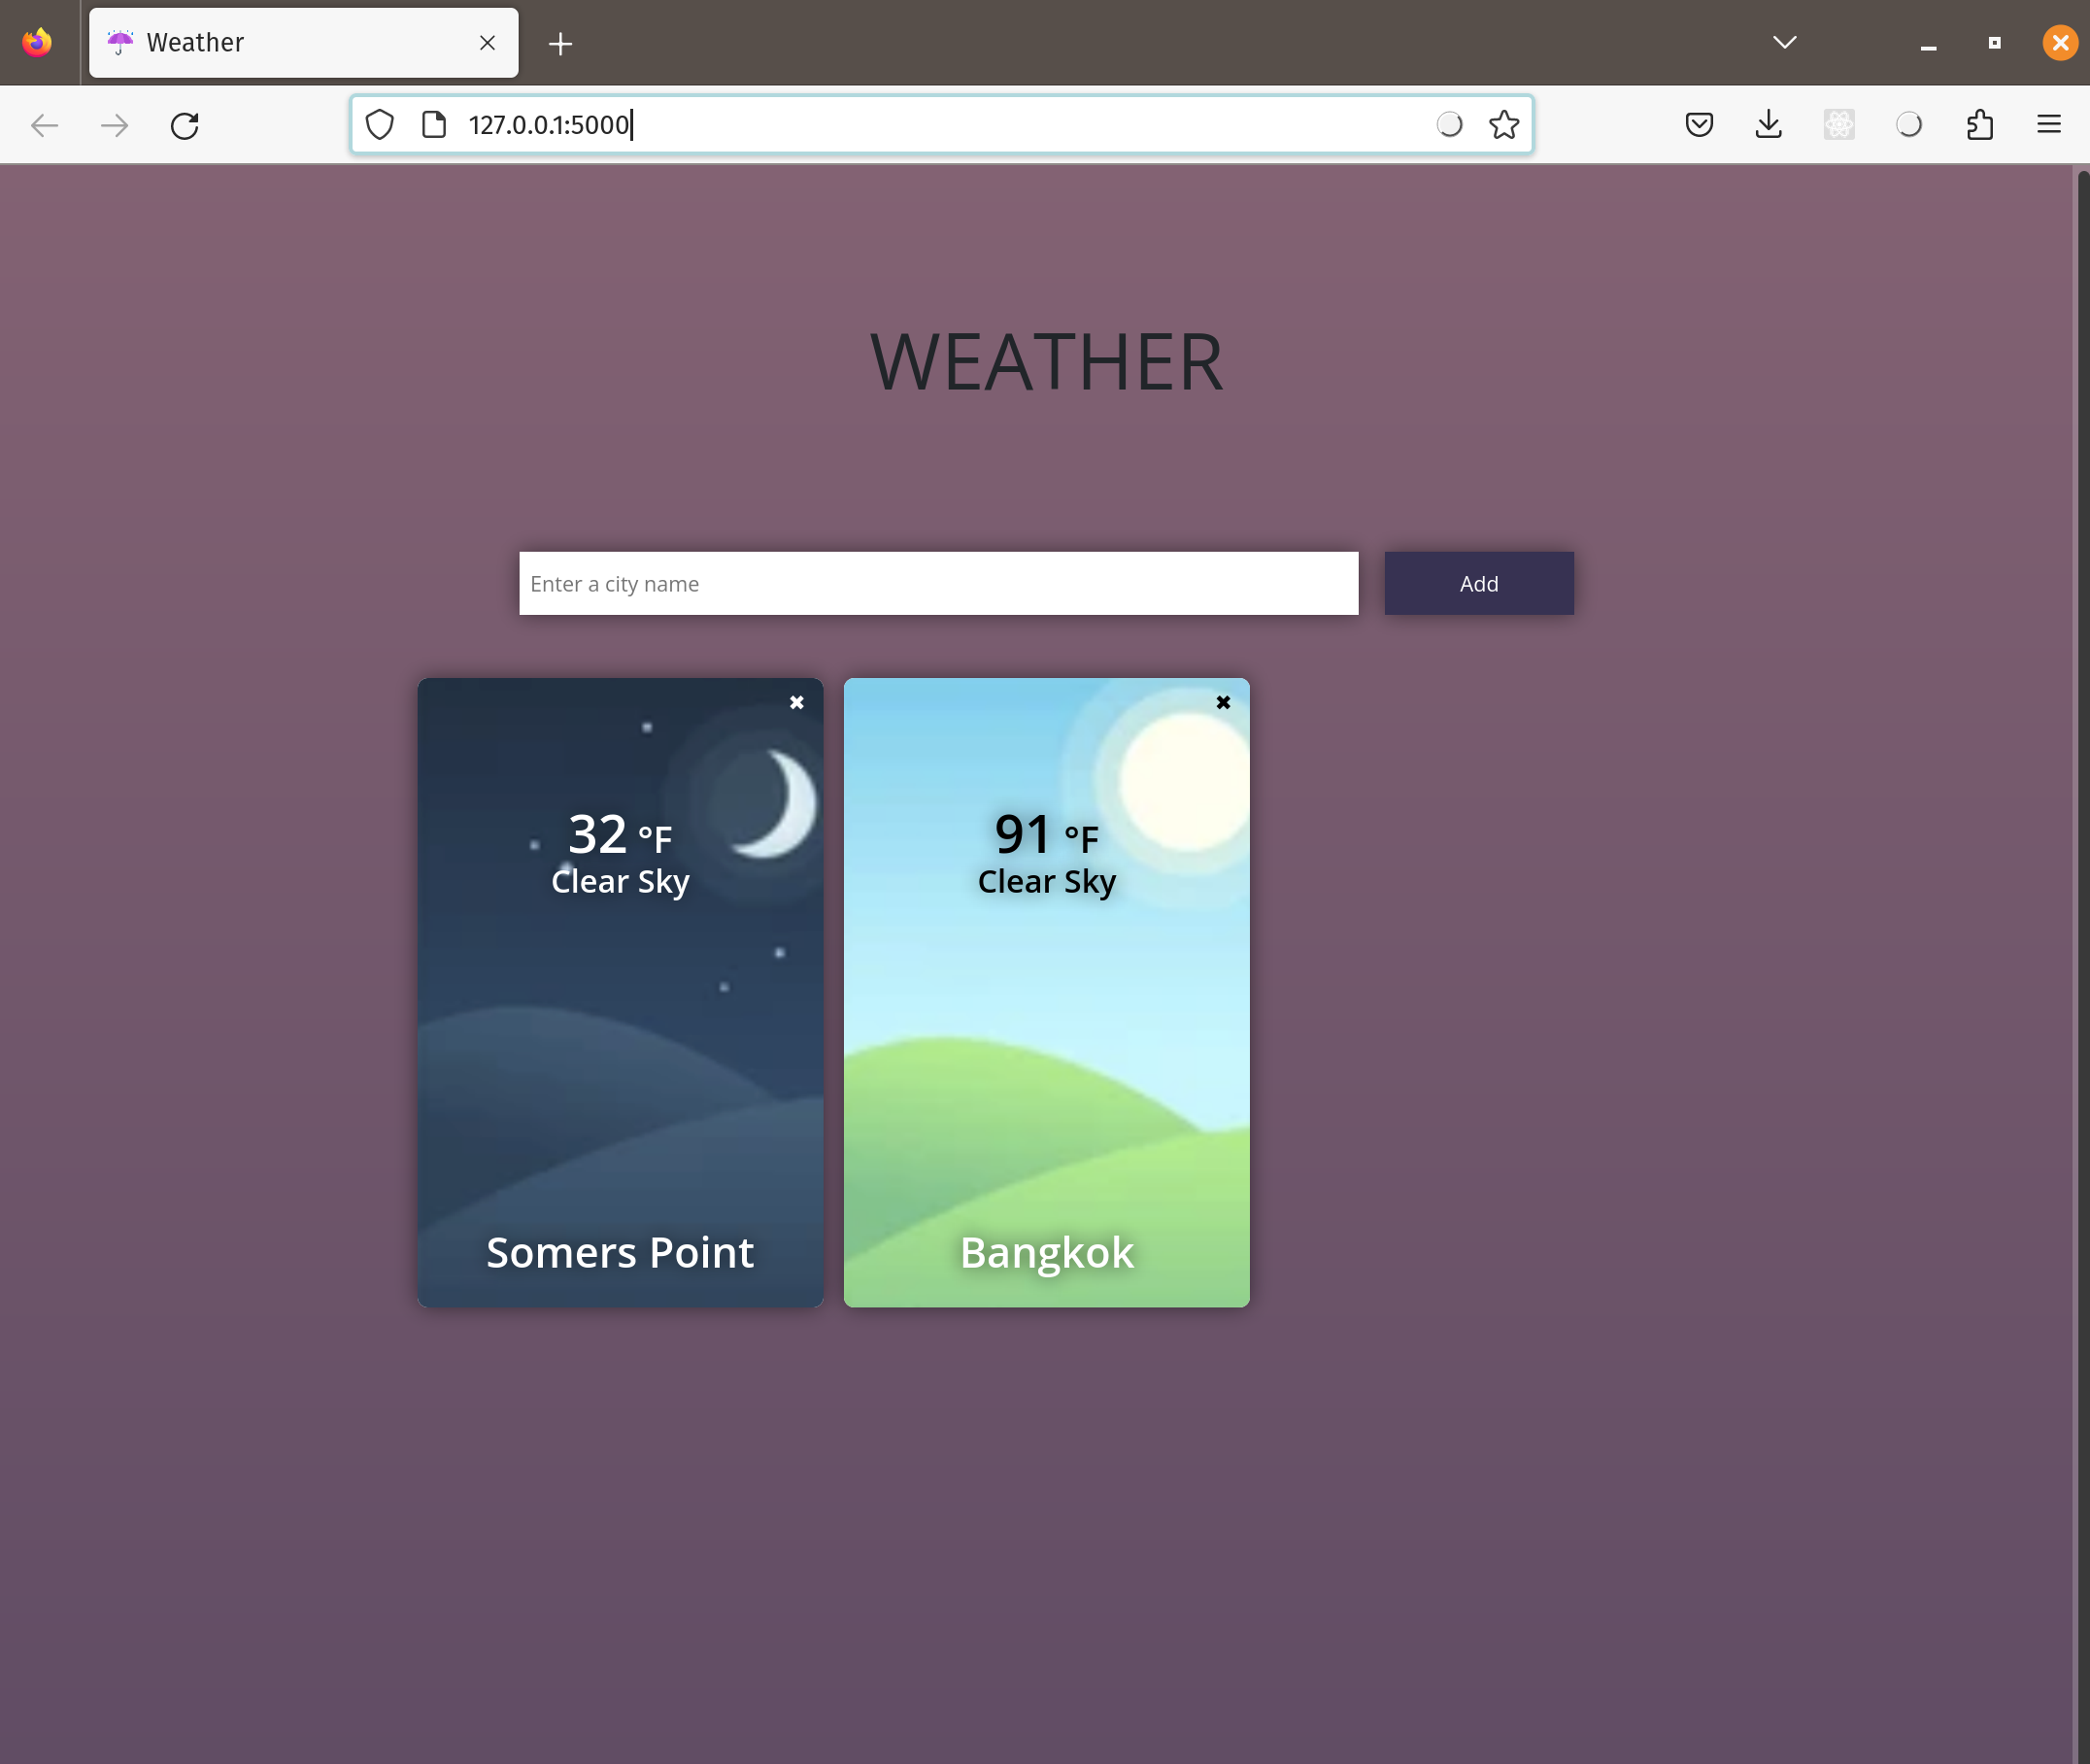 Weather
127.0.0.1:5000
WEATHER
Enter a city name
Add
32 °F
Clear Sky
Somers Point
91 °F
Clear Sky
Bangkok